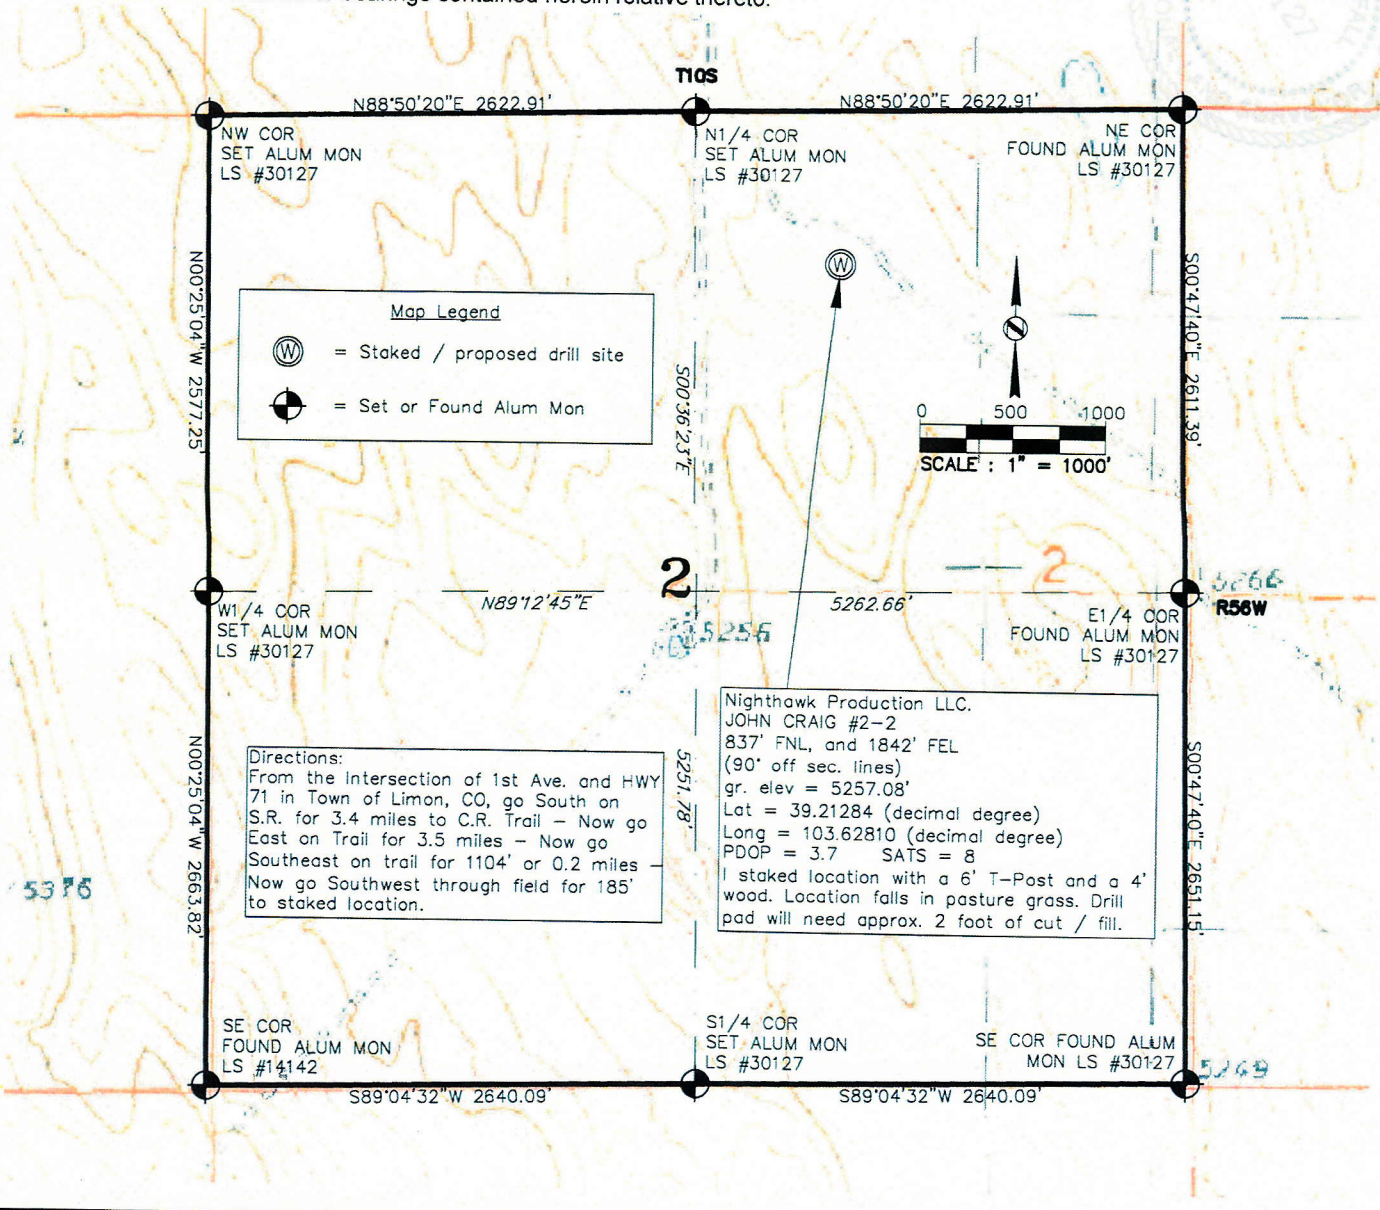 herein relative thereto.
T10S
N88°50'20"E 2622.91'
N88°50'20"E 2622.91'
NW COR
SET ALUM MON
LS #30127
N1/4 COR
SET ALUM MON
LS #30127
NE COR
FOUND ALUM MON
LS #30127
N00°25'04"W 2577.25'
S00°47'40"E 2611.39'
W
Map Legend
W = Staked / proposed drill site
= Set or Found Alum Mon
S00°36'23"E
0 500 1000
SCALE : 1" = 1000'
2
2
N89°12'45"E
5262.66'
5266
R56W
W1/4 COR
SET ALUM MON
LS #30127
5256
E1/4 COR
FOUND ALUM MON
LS #30127
Nighthawk Production LLC.
JOHN CRAIG #2-2
837' FNL, and 1842' FEL
(90° off sec. lines)
gr. elev = 5257.08'
Lat = 39.21284 (decimal degree)
Long = 103.62810 (decimal degree)
PDOP = 3.7 SATS = 8
I staked location with a 6' T-Post and a 4'
wood. Location falls in pasture grass. Drill
pad will need approx. 2 foot of cut / fill.
Directions:
From the Intersection of 1st Ave. and HWY
71 in Town of Limon, CO, go South on
S.R. for 3.4 miles to C.R. Trail - Now go
East on Trail for 3.5 miles - Now go
Southeast on trail for 1104' or 0.2 miles -
Now go Southwest through field for 185'
to staked location.
N00°25'04"W 2663.82'
5251.78'
S00°47'40"E 2651.15'
5376
SE COR
FOUND ALUM MON
LS #14142
S1/4 COR
SET ALUM MON
LS #30127
SE COR FOUND ALUM
MON LS #30127
5269
S89°04'32"W 2640.09'
S89°04'32"W 2640.09'